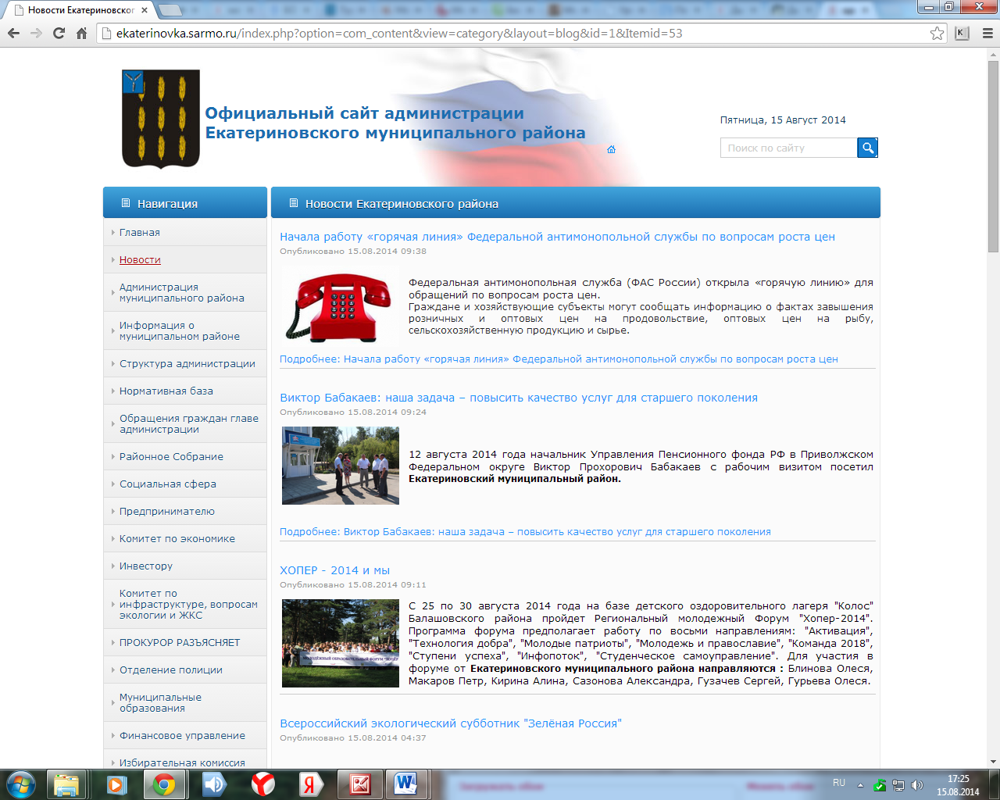 Новости Екатериновског
ekaterinovka.sarmo.ru/index.php?option=com_content&view=category&layout=blog&id=1&Itemid=53
Официальный сайт администрации
Екатериновского муниципального района
Пятница, 15 Август 2014
Поиск по сайту
Навигация
Главная
Новости
Администрация
муниципального района
Информация о
муниципальном районе
Структура администрации
Нормативная база
Обращения граждан главе
администрации
Районное Собрание
Социальная сфера
Предпринимателю
Комитет по экономике
Инвестору
Комитет по
инфраструктуре, вопросам
экологии и ЖКС
ПРОКУРОР РАЗЪЯСНЯЕТ
Отделение полиции
Муниципальные
образования
Финансовое управление
Избирательная комиссия
Новости Екатериновского района
Начала работу «горячая линия» Федеральной антимонопольной службы по вопросам роста цен
Опубликовано 15.08.2014 09:38
Федеральная антимонопольная служба (ФАС России) открыла «горячую линию» для
обращений по вопросам роста цен.
Граждане и хозяйствующие субъекты могут сообщать информацию о фактах завышения
розничных и оптовых цен на продовольствие, оптовых цен на рыбу,
сельскохозяйственную продукцию и сырье.
Подробнее: Начала работу «горячая линия» Федеральной антимонопольной службы по вопросам роста цен
Виктор Бабакаев: наша задача – повысить качество услуг для старшего поколения
Опубликовано 15.08.2014 09:24
12 августа 2014 года начальник Управления Пенсионного фонда РФ в Приволжском
Федеральном округе Виктор Прохорович Бабакаев с рабочим визитом посетил
Екатериновский муниципальный район.
Подробнее: Виктор Бабакаев: наша задача – повысить качество услуг для старшего поколения
ХОПЕР - 2014 и мы
Опубликовано 15.08.2014 09:11
С 25 по 30 августа 2014 года на базе детского оздоровительного лагеря "Колос"
Балашовского района пройдет Региональный молодежный Форум "Хопер-2014".
Программа форума предполагает работу по восьми направлениям: "Активация",
"Технология добра", "Молодые патриоты", "Молодежь и православие", "Команда 2018",
"Ступени успеха", "Инфопоток", "Студенческое самоуправление". Для участия в
форуме от Екатериновского муниципального района направляются : Блинова Олеся,
Макаров Петр, Кирина Алина, Сазонова Александра, Гузачев Сергей, Гурьева Олеся.
Всероссийский экологический субботник "Зелёная Россия"
Опубликовано 15.08.2014 04:37
RU
17:25
15.08.2014